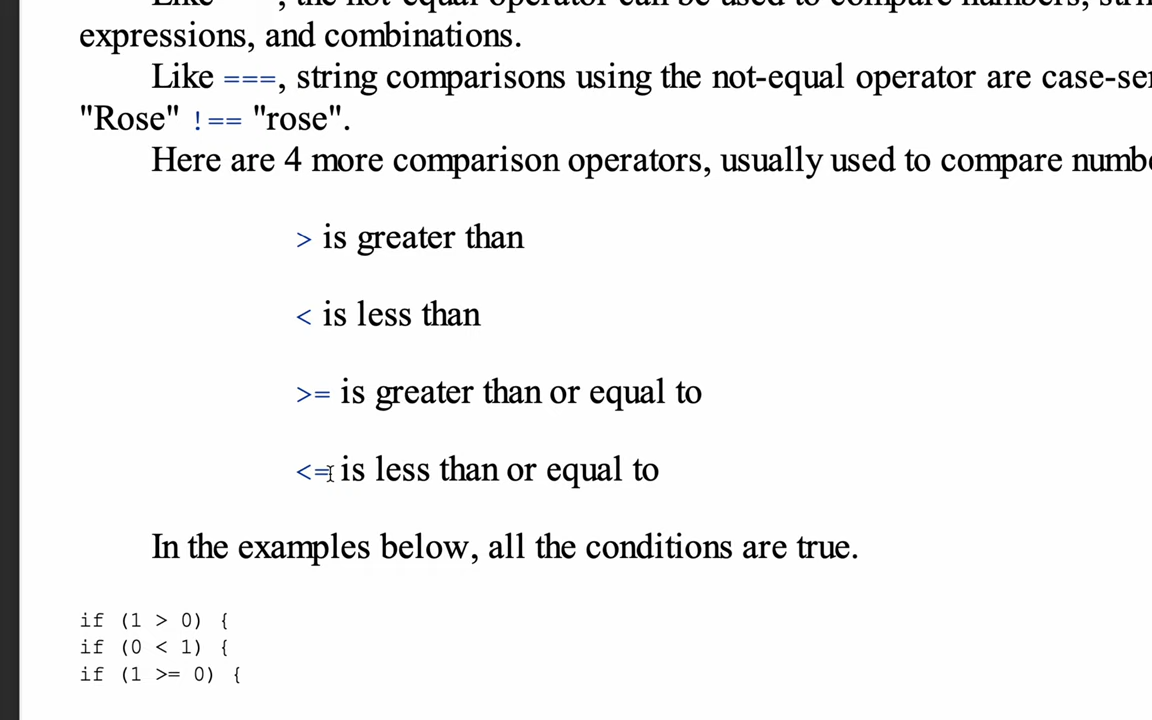 expressions, and combinations.
Like ===, string comparisons using the not-equal operator are
"Rose" !== "rose".
Here are 4 more comparison operators, usually used to compare
> is greater than
< is less than
>= is greater than or equal to
<= is less than or equal to
In the examples below, all the conditions are true.
if (1 > 0) {
if (0 < 1) {
if (1 >= 0) {